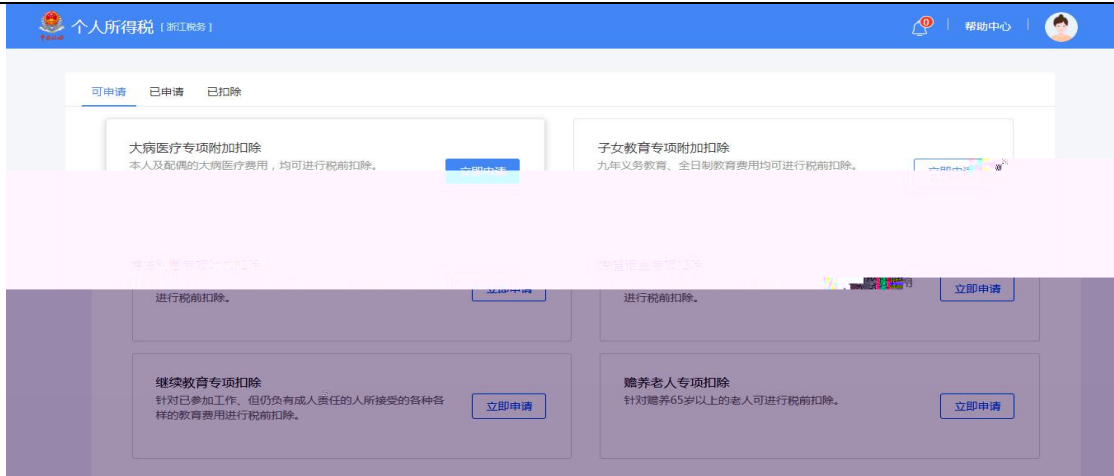 个人所得税 [浙江税务]
0
帮助中心
可申请 已申请 已扣除
大病医疗专项附加扣除
本人及配偶的大病医疗费用，均可进行税前扣除。
立即申请
子女教育专项附加扣除
九年义务教育、全日制教育费用均可进行税前扣除。
立即申请
进行税前扣除。
立即申请
进行税前扣除。
立即申请
继续教育专项扣除
针对已参加工作、但仍负有成人责任的人所接受的各种各
样的教育费用进行税前扣除。
立即申请
赡养老人专项扣除
针对赡养65岁以上的老人可进行税前扣除。
立即申请